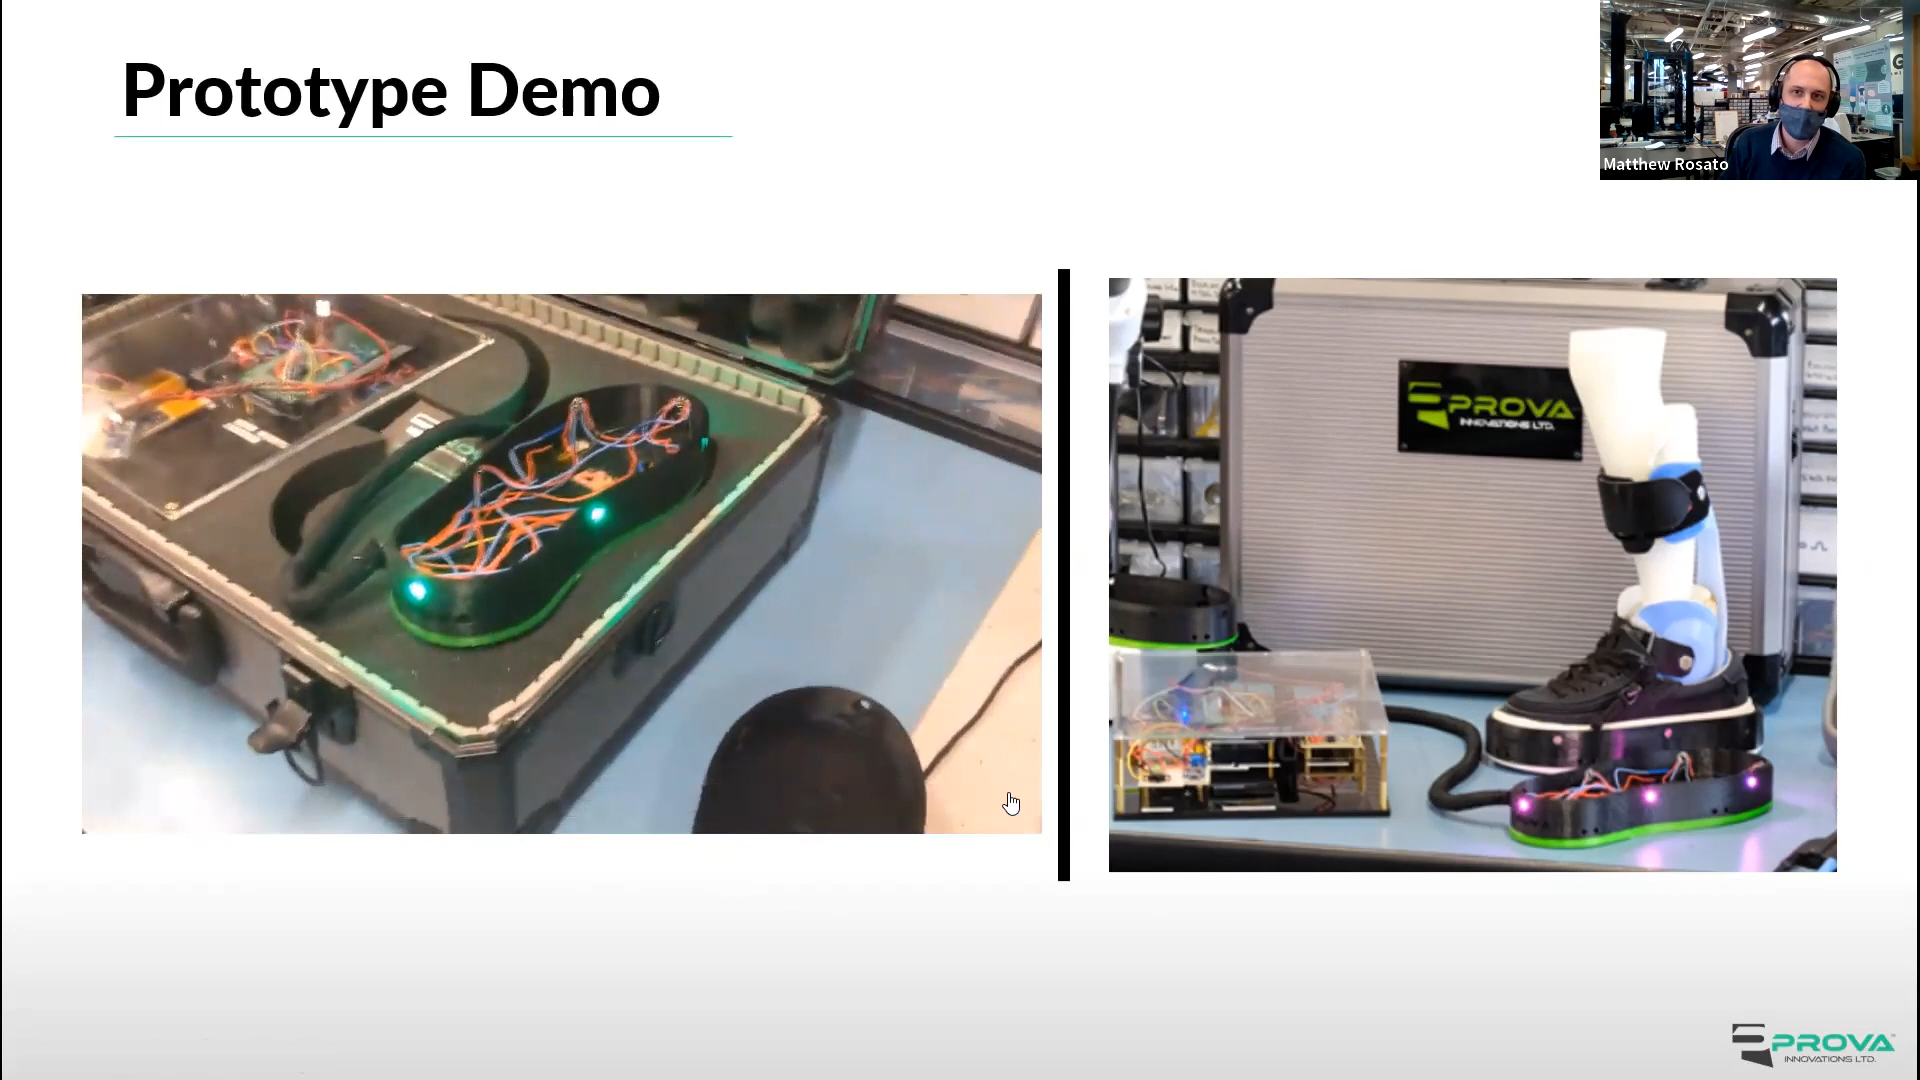 Prototype Demo
Matthew Rosato
PROVA
INNOVATIONS LTD.
PROVA
INNOVATIONS LTD.